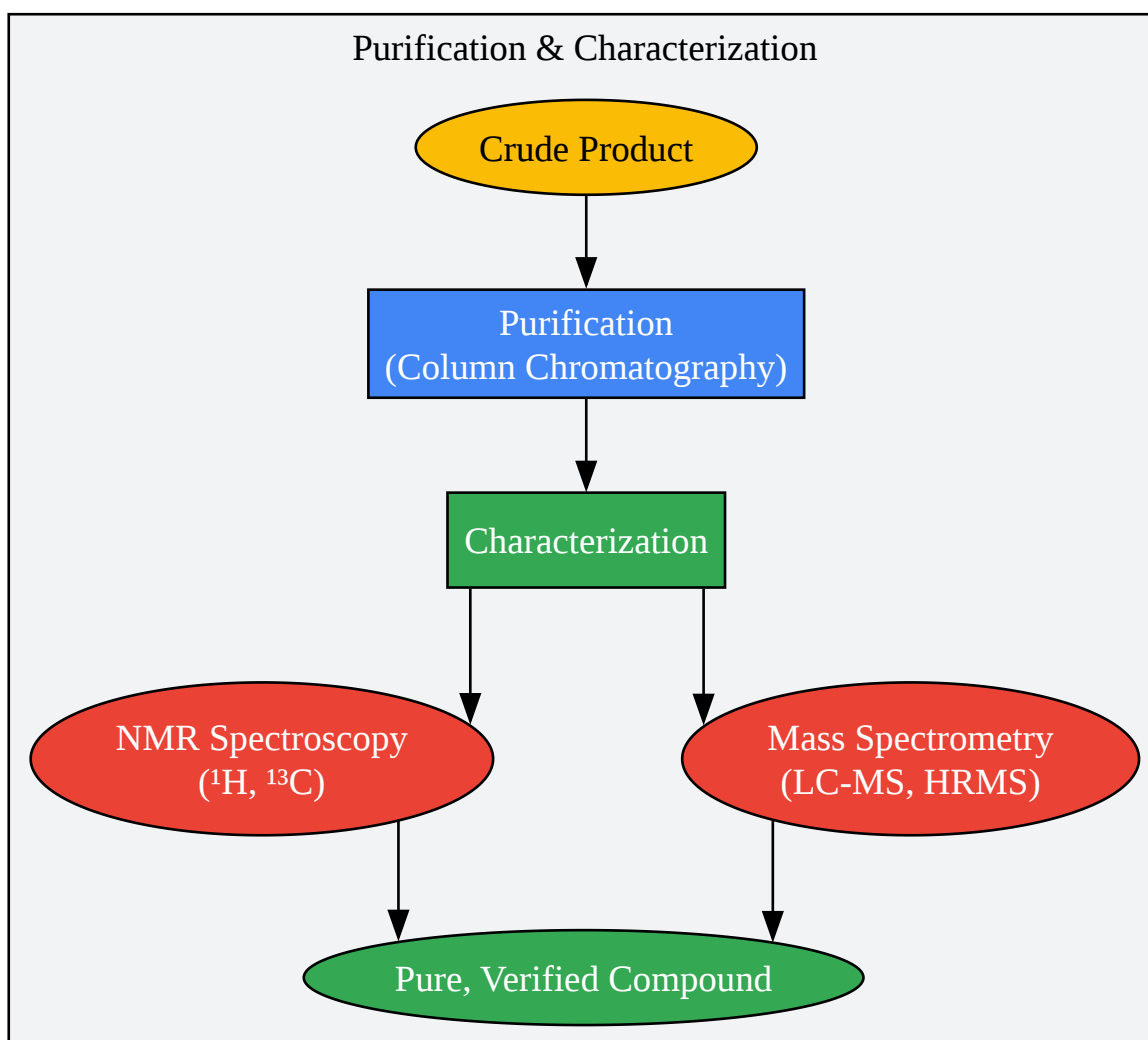 Purification & Characterization
Crude Product
Purification
(Column Chromatography)
Characterization
NMR Spectroscopy
(¹H, ¹³C)
Mass Spectrometry
(LC-MS, HRMS)
Pure, Verified Compound